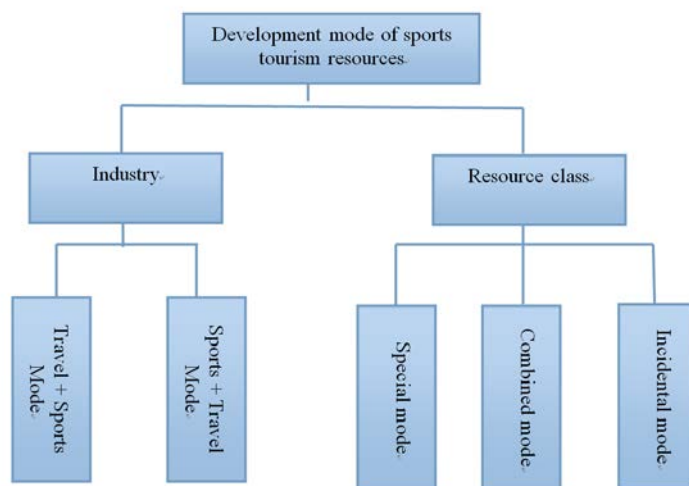 Development mode of sports
tourism resources
Industry
Resource class
Travel + Sports
Mode
Sports + Travel
Mode
Special mode
Combined mode
Incidental mode